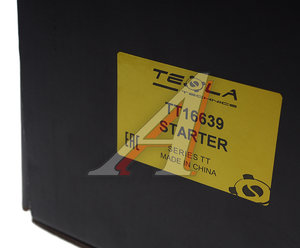 TESLA
TECHNICS
TT16639
STARTER
EAC
SERIES TT
MADE IN CHINA